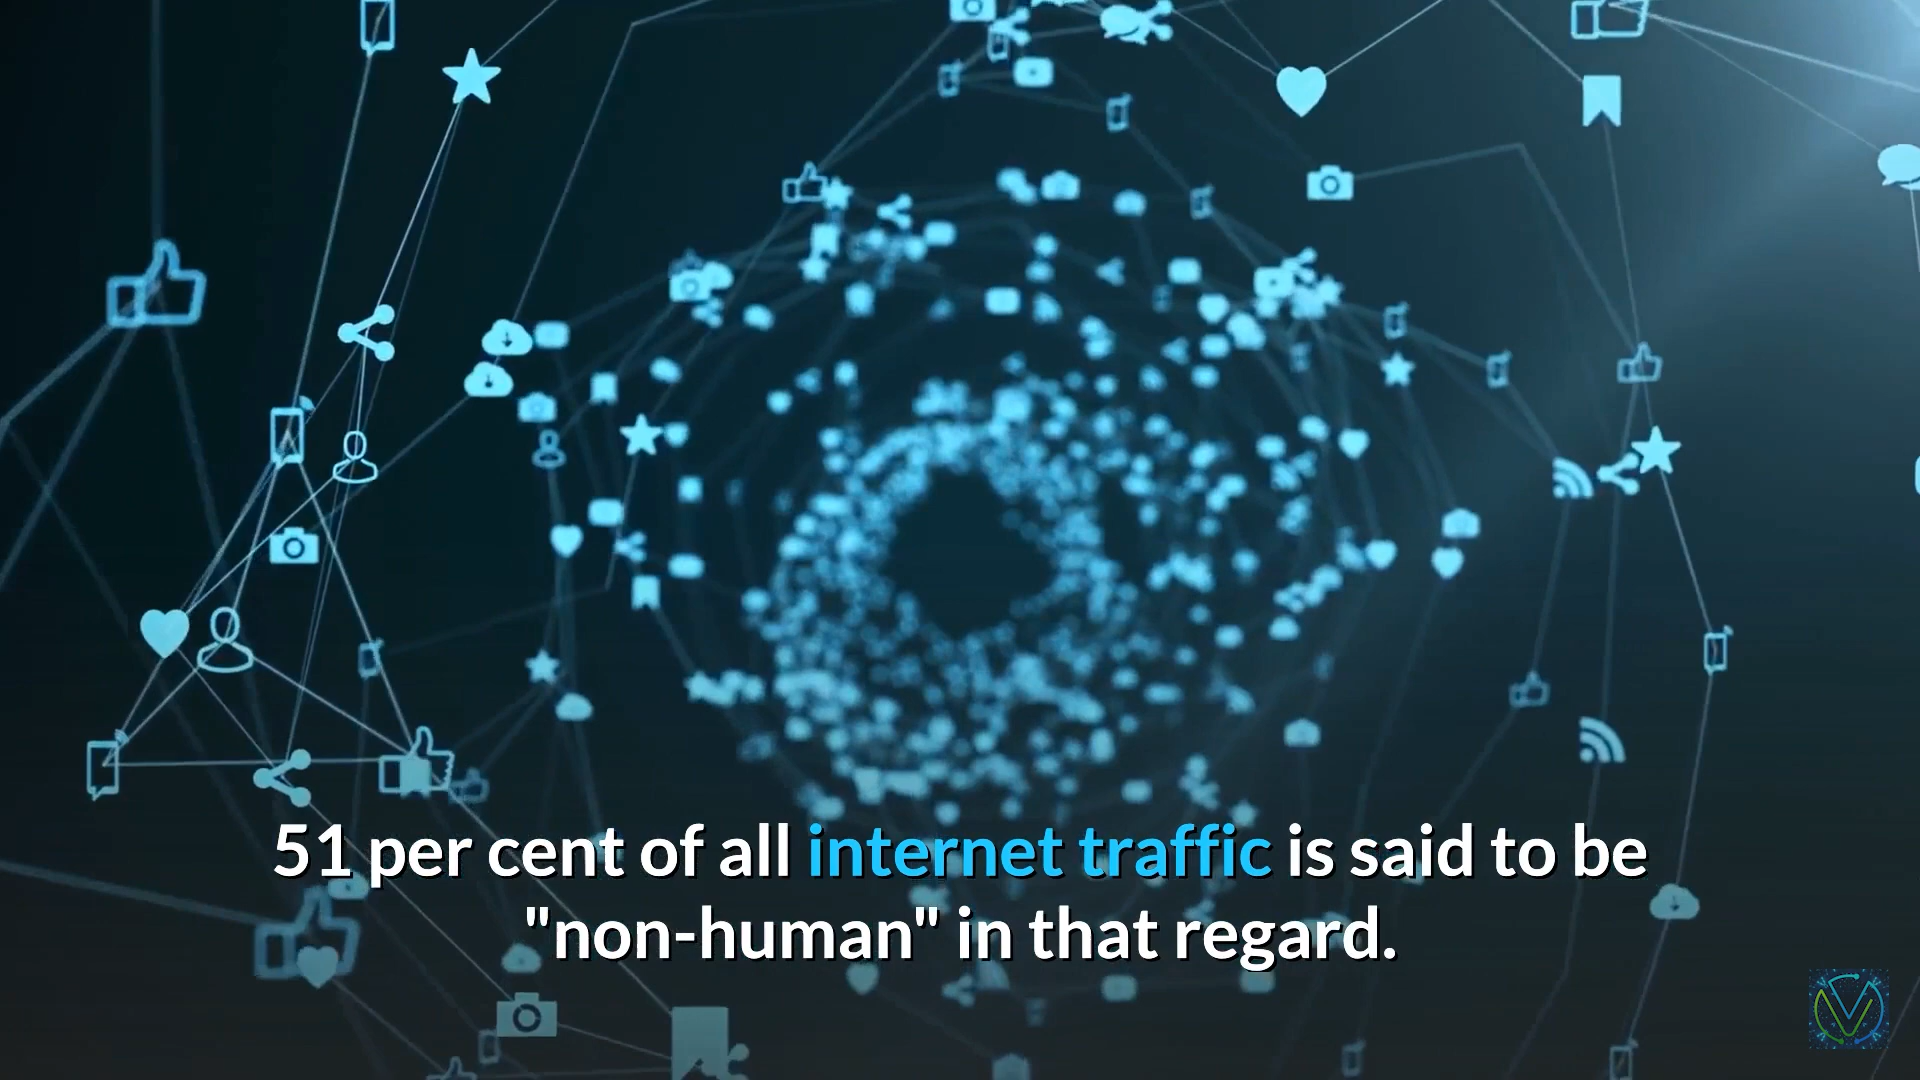 51 per cent of all internet traffic is said to be
"non-human" in that regard.